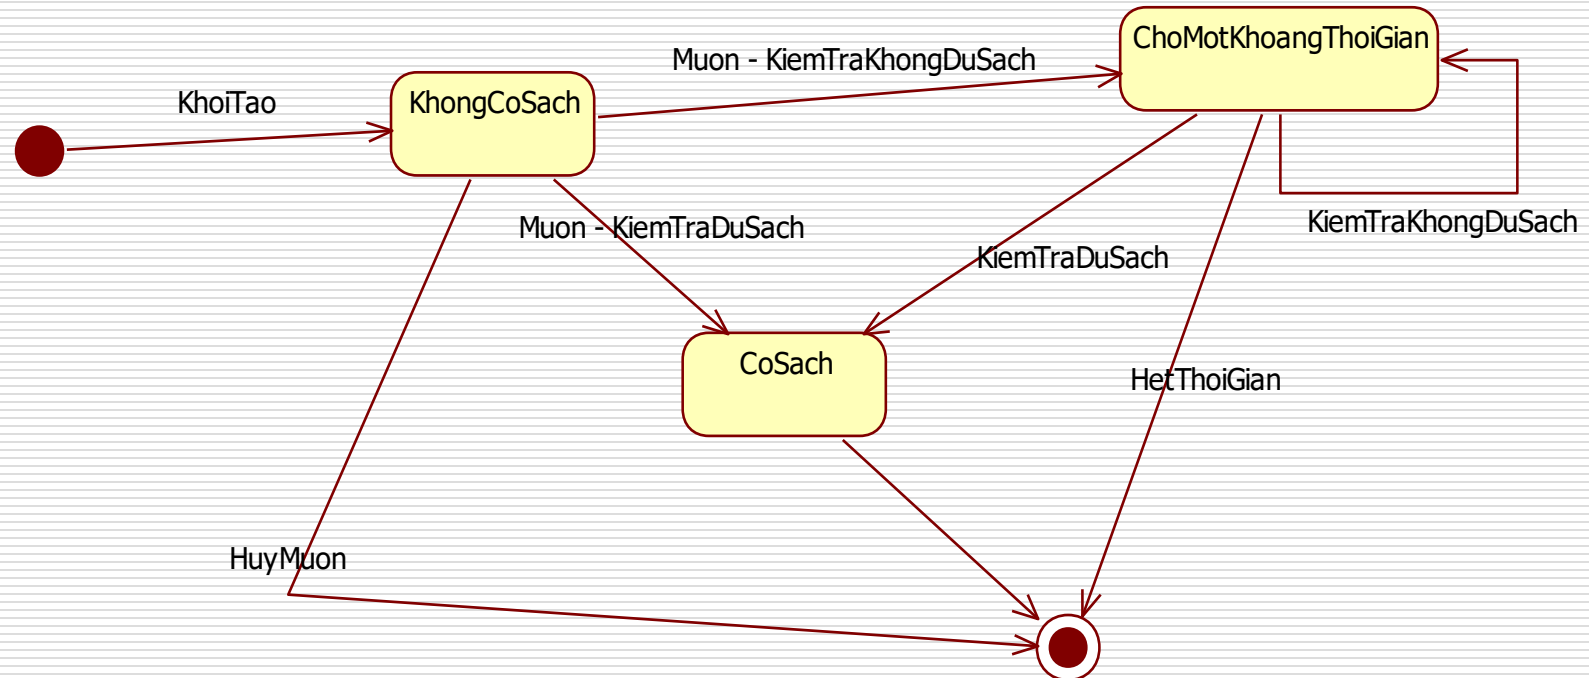 ChoMotKhoangThoiGian
Muon - KiemTraKhongDuSach
KhoiTao
KhongCoSach
KiemTraKhongDuSach
Muon - KiemTraDuSach
KiemTraDuSach
CoSach
HetThoiGian
HuyMuon